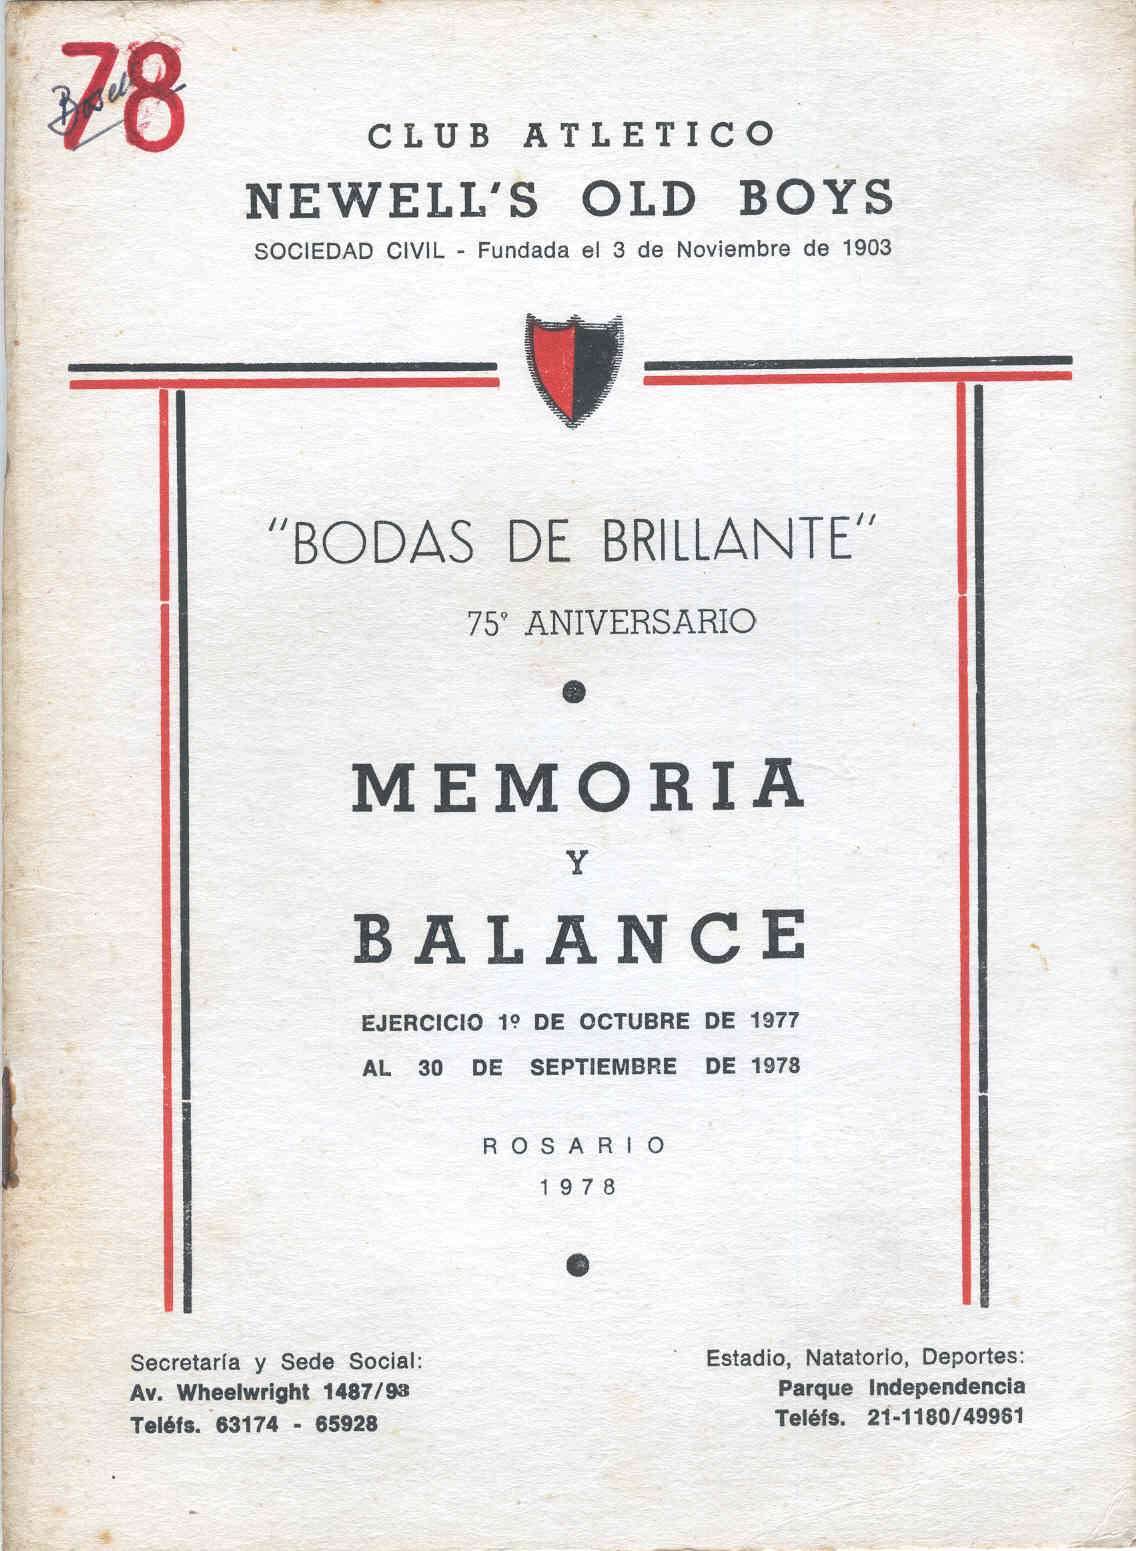 78
CLUB ATLETICO
NEWELL'S OLD BOYS
SOCIEDAD CIVIL - Fundada el 3 de Noviembre de 1903
"BODAS DE BRILLANTE"
75º ANIVERSARIO
MEMORIA
Y
BALANCE
EJERCICIO 1º DE OCTUBRE DE 1977
AL 30 DE SEPTIEMBRE DE 1978
ROSARIO
1978
Secretaría y Sede Social:
Av. Wheelwright 1487/93
Teléfs. 63174 - 65928
Estadio, Natatorio, Deportes:
Parque Independencia
Teléfs. 21-1180/49961